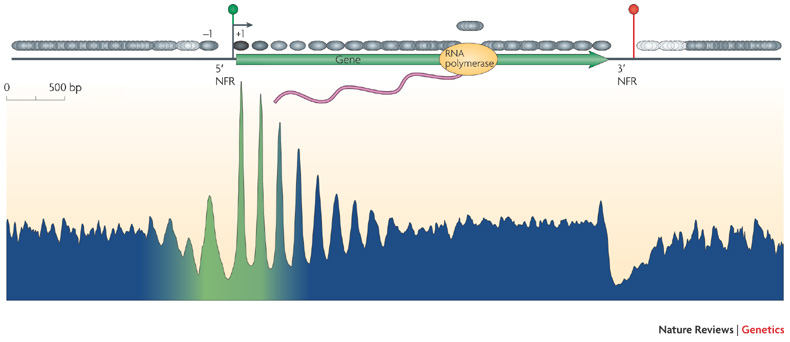 –1
+1
Gene
RNA
polymerase
5′
NFR
3′
NFR
0 500 bp
Nature Reviews | Genetics